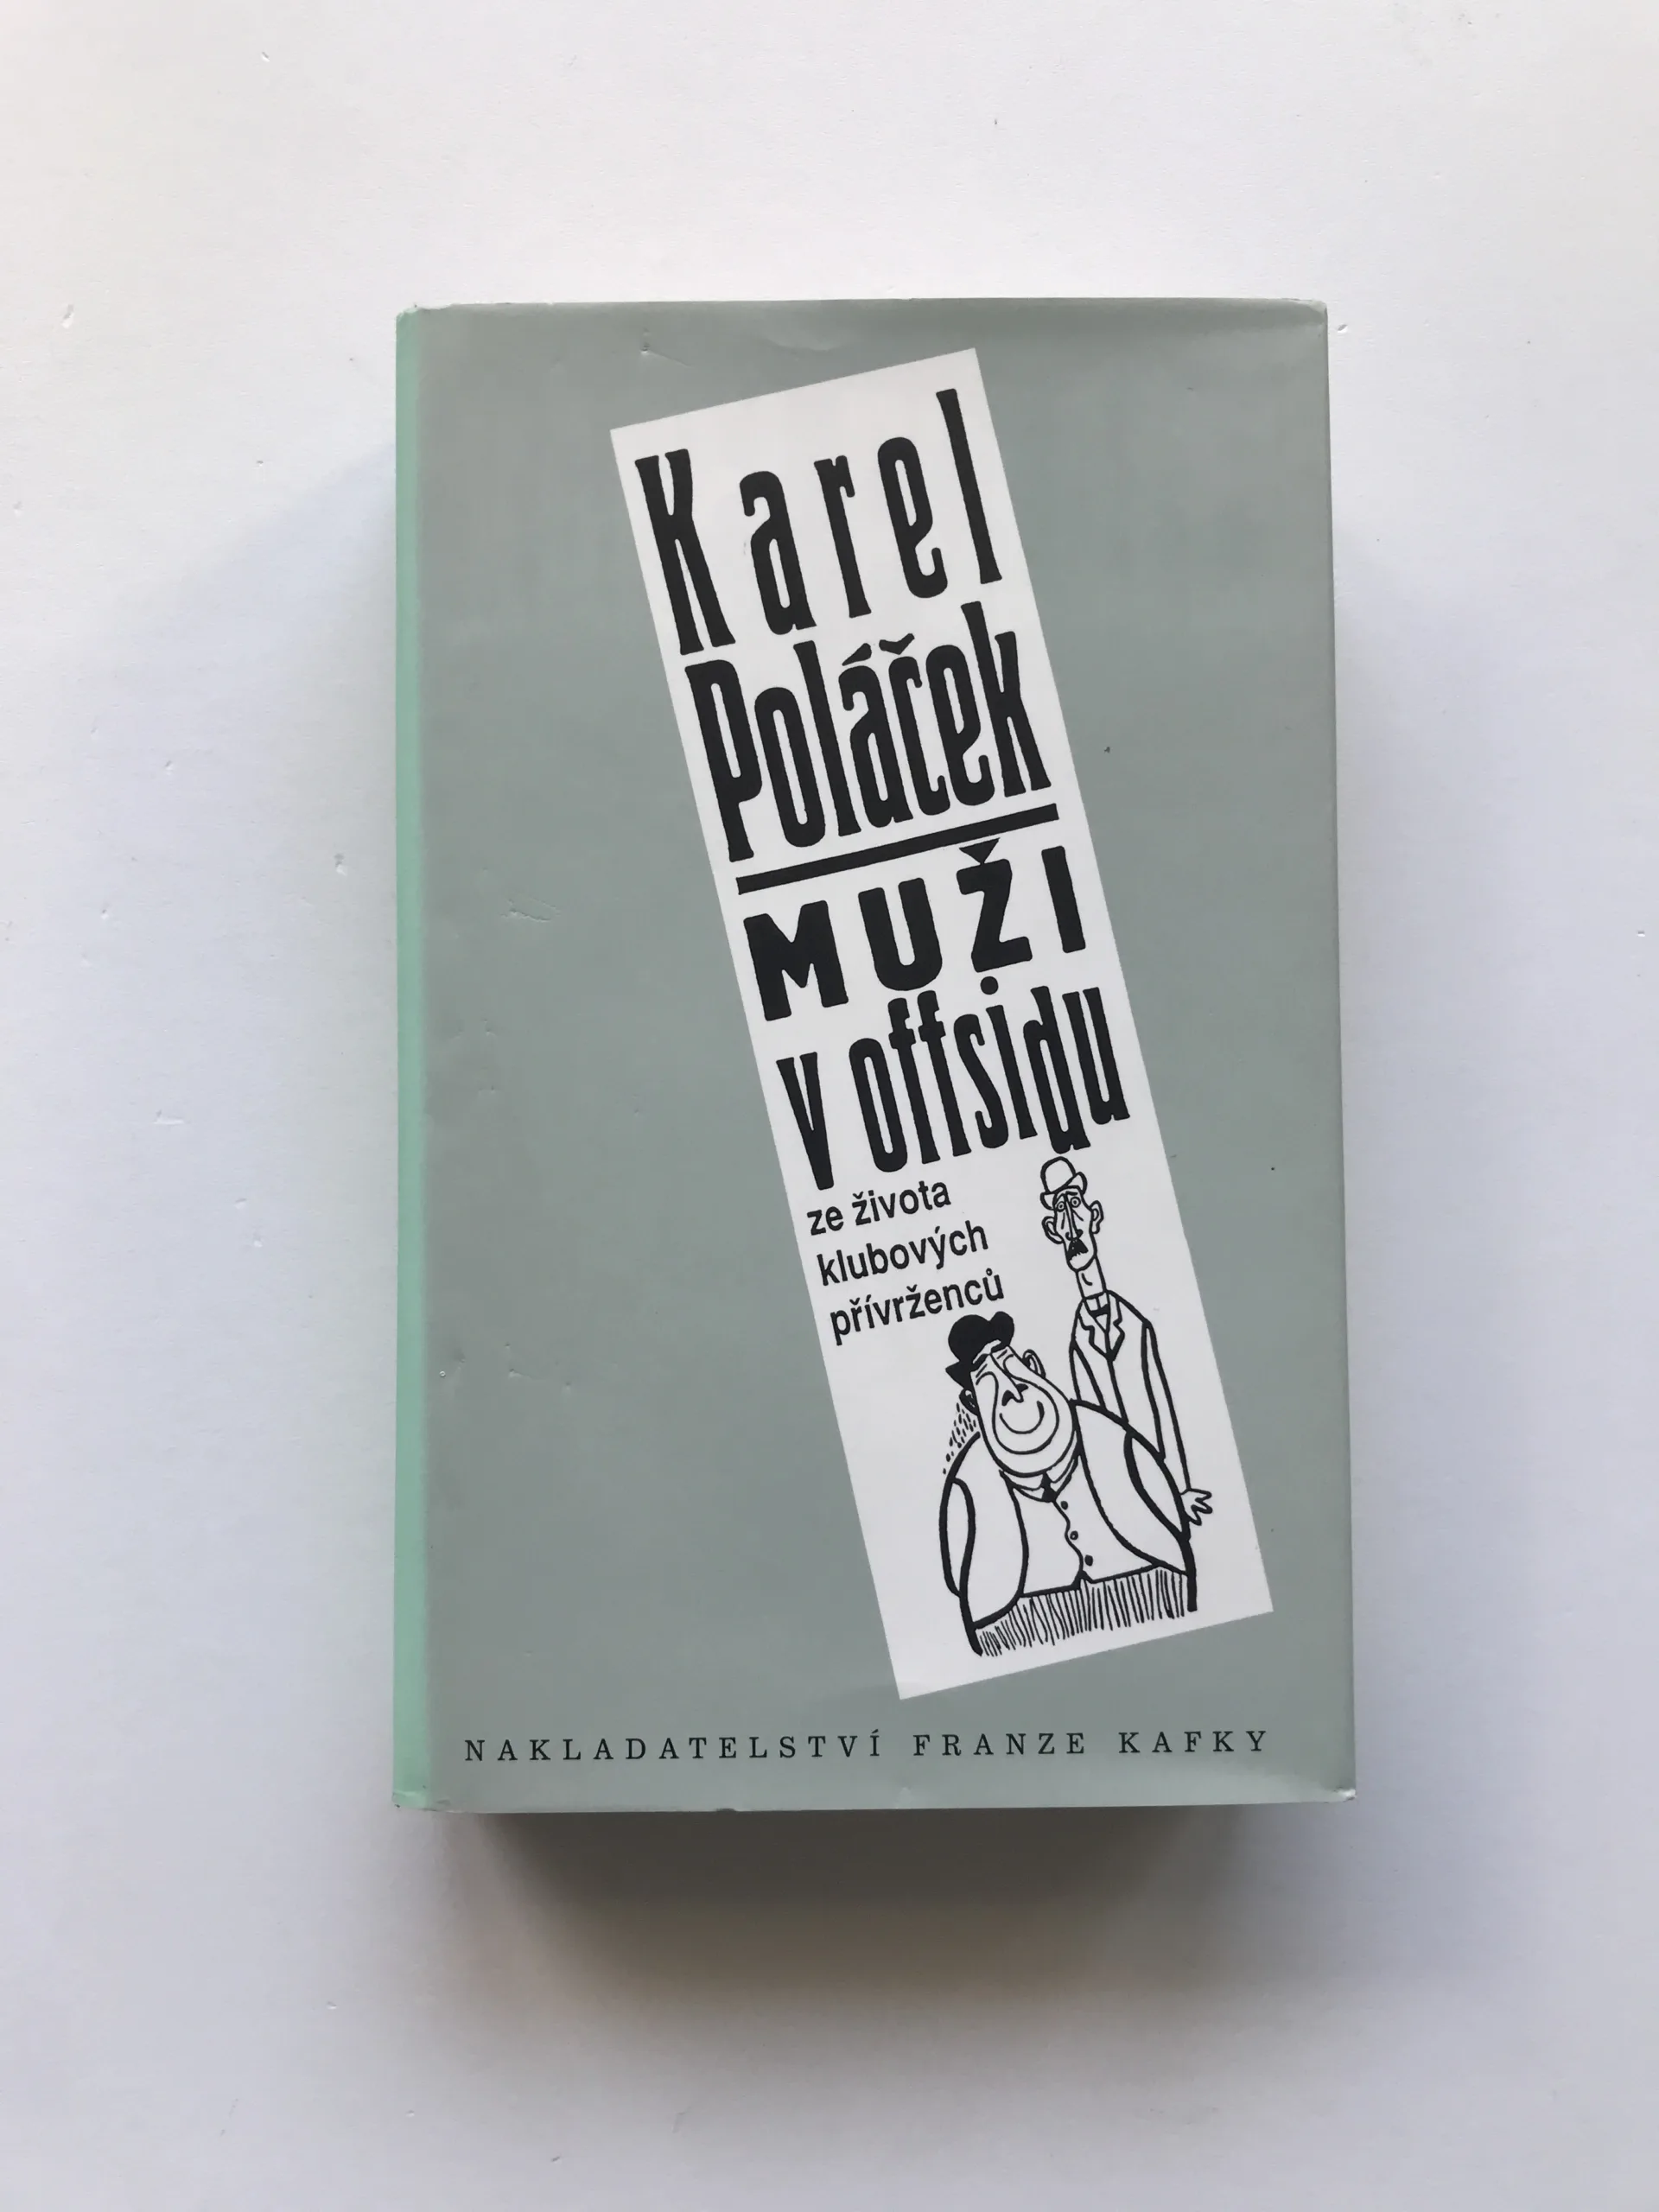 Karel
Poláček
MUŽI
v offsidu
ze života
klubových
přívrženců
NAKLADATELSTVÍ FRANZE KAFKY